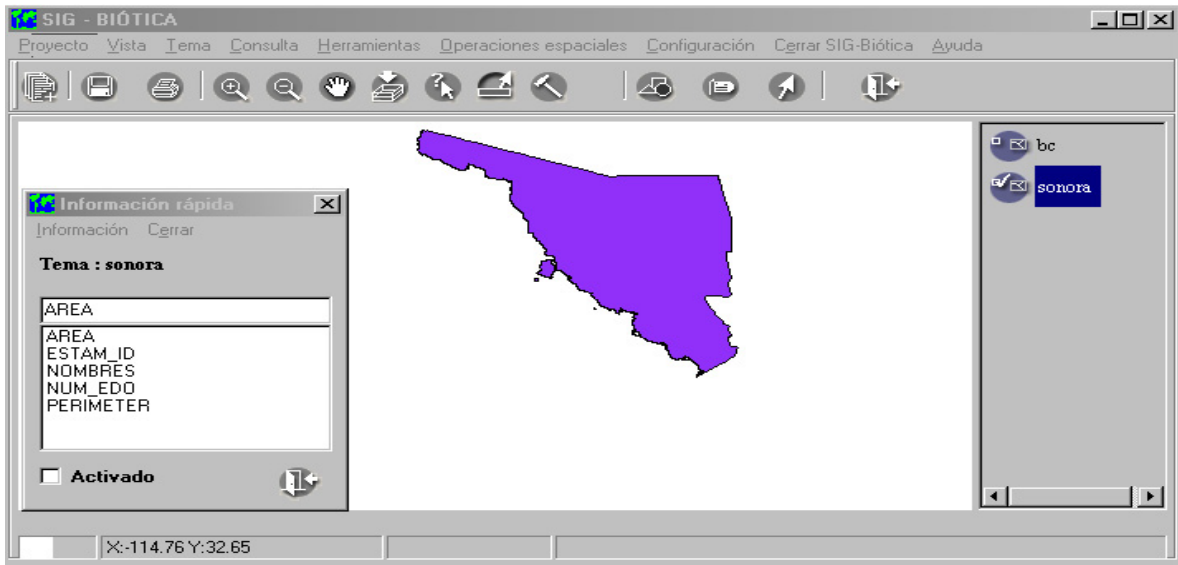 SIG - BIÓTICA
Proyecto Vista Tema Consulta Herramientas Operaciones espaciales Configuración Cerrar SIG-Biótica Ayuda
bc
sonora
Información rápida
Información Cerrar
Tema : sonora
AREA
AREA
ESTAM_ID
NOMBRES
NUM_EDO
PERIMETER
Activado
X:-114.76 Y:32.65